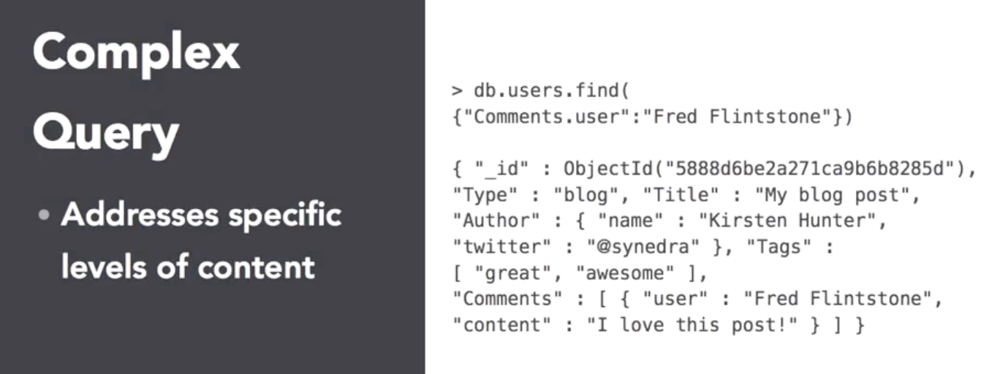 Complex
Query
• Addresses specific
levels of content
> db.users.find(
{"Comments.user":"Fred Flintstone"})
{ "_id" : ObjectId("5888d6be2a271ca9b6b8285d"),
"Type" : "blog", "Title" : "My blog post",
"Author" : { "name" : "Kirsten Hunter",
"twitter" : "@synedra" }, "Tags" :
[ "great", "awesome" ],
"Comments" : [ { "user" : "Fred Flintstone",
"content" : "I love this post!" } ] }